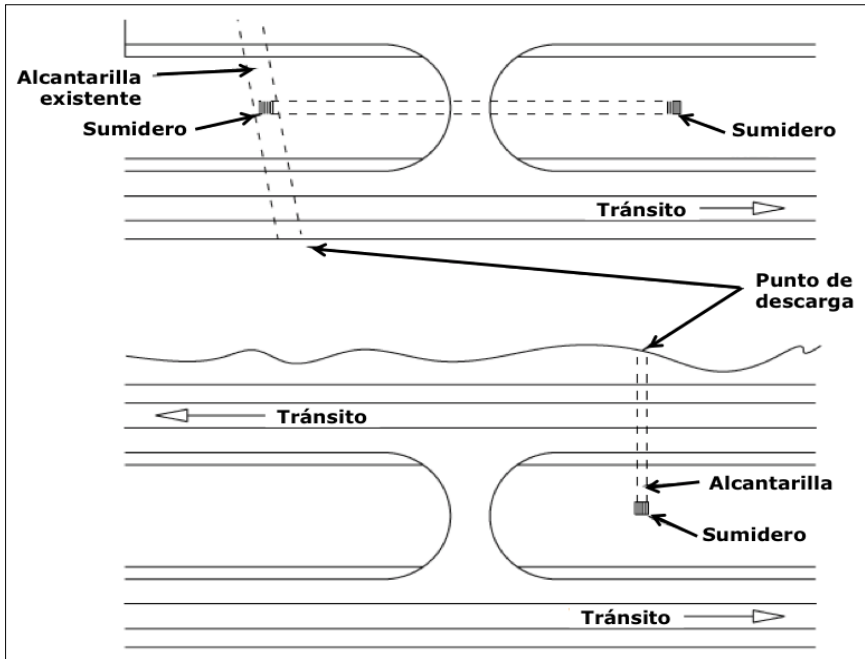 Alcantarilla
existente
Sumidero
Sumidero
Tránsito
Punto de
descarga
Tránsito
Alcantarilla
Sumidero
Tránsito